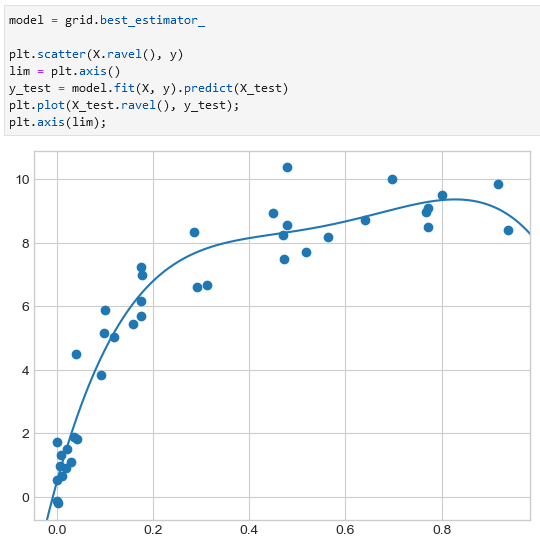 model = grid.best_estimator_
plt.scatter(X.ravel(), y)
lim = plt.axis()
y_test = model.fit(X, y).predict(X_test)
plt.plot(X_test.ravel(), y_test);
plt.axis(lim);
10
8
6
4
2
0
0.0 0.2 0.4 0.6 0.8